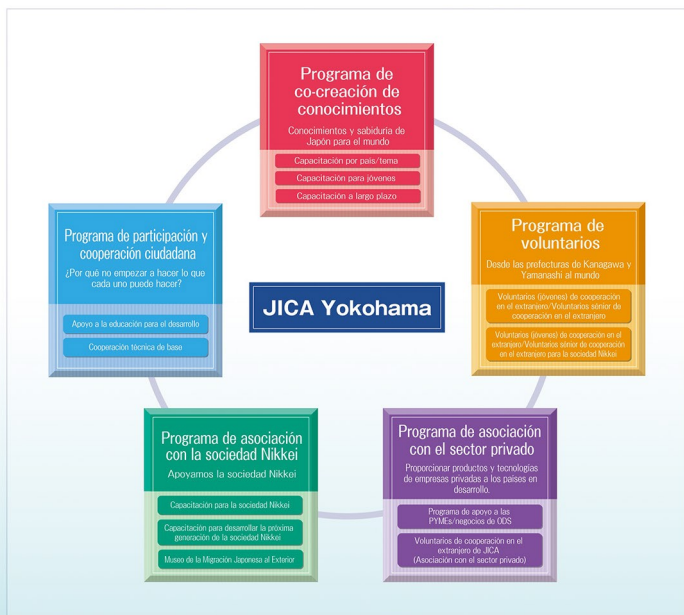 Programa de
co-creación de
conocimientos
Conocimientos y sabiduría de
Japón para el mundo
Capacitación por país/tema
Capacitación para jóvenes
Capacitación a largo plazo
Programa de participación y
cooperación ciudadana
¿Por qué no empezar a hacer lo que
cada uno puede hacer?
Apoyo a la educación para el desarrollo
Cooperación técnica de base
JICA Yokohama
Programa de
voluntarios
Desde las prefecturas de Kanagawa y
Yamanashi al mundo
Voluntarios (jóvenes) de cooperación
en el extranjero/Voluntarios sénior de
cooperación en el extranjero
Voluntarios (jóvenes) de cooperación en el
extranjero/Voluntarios sénior de cooperación
en el extranjero para la sociedad Nikkei
Programa de asociación
con la sociedad Nikkei
Apoyamos la sociedad Nikkei
Capacitación para la sociedad Nikkei
Capacitación para desarrollar la próxima
generación de la sociedad Nikkei
Museo de la Migración Japonesa al Exterior
Programa de asociación
con el sector privado
Proporcionar productos y tecnologías
de empresas privadas a los países en
desarrollo.
Programa de apoyo a las
PYMEs/negocios de ODS
Voluntarios de cooperación en el
extranjero de JICA
(Asociación con el sector privado)